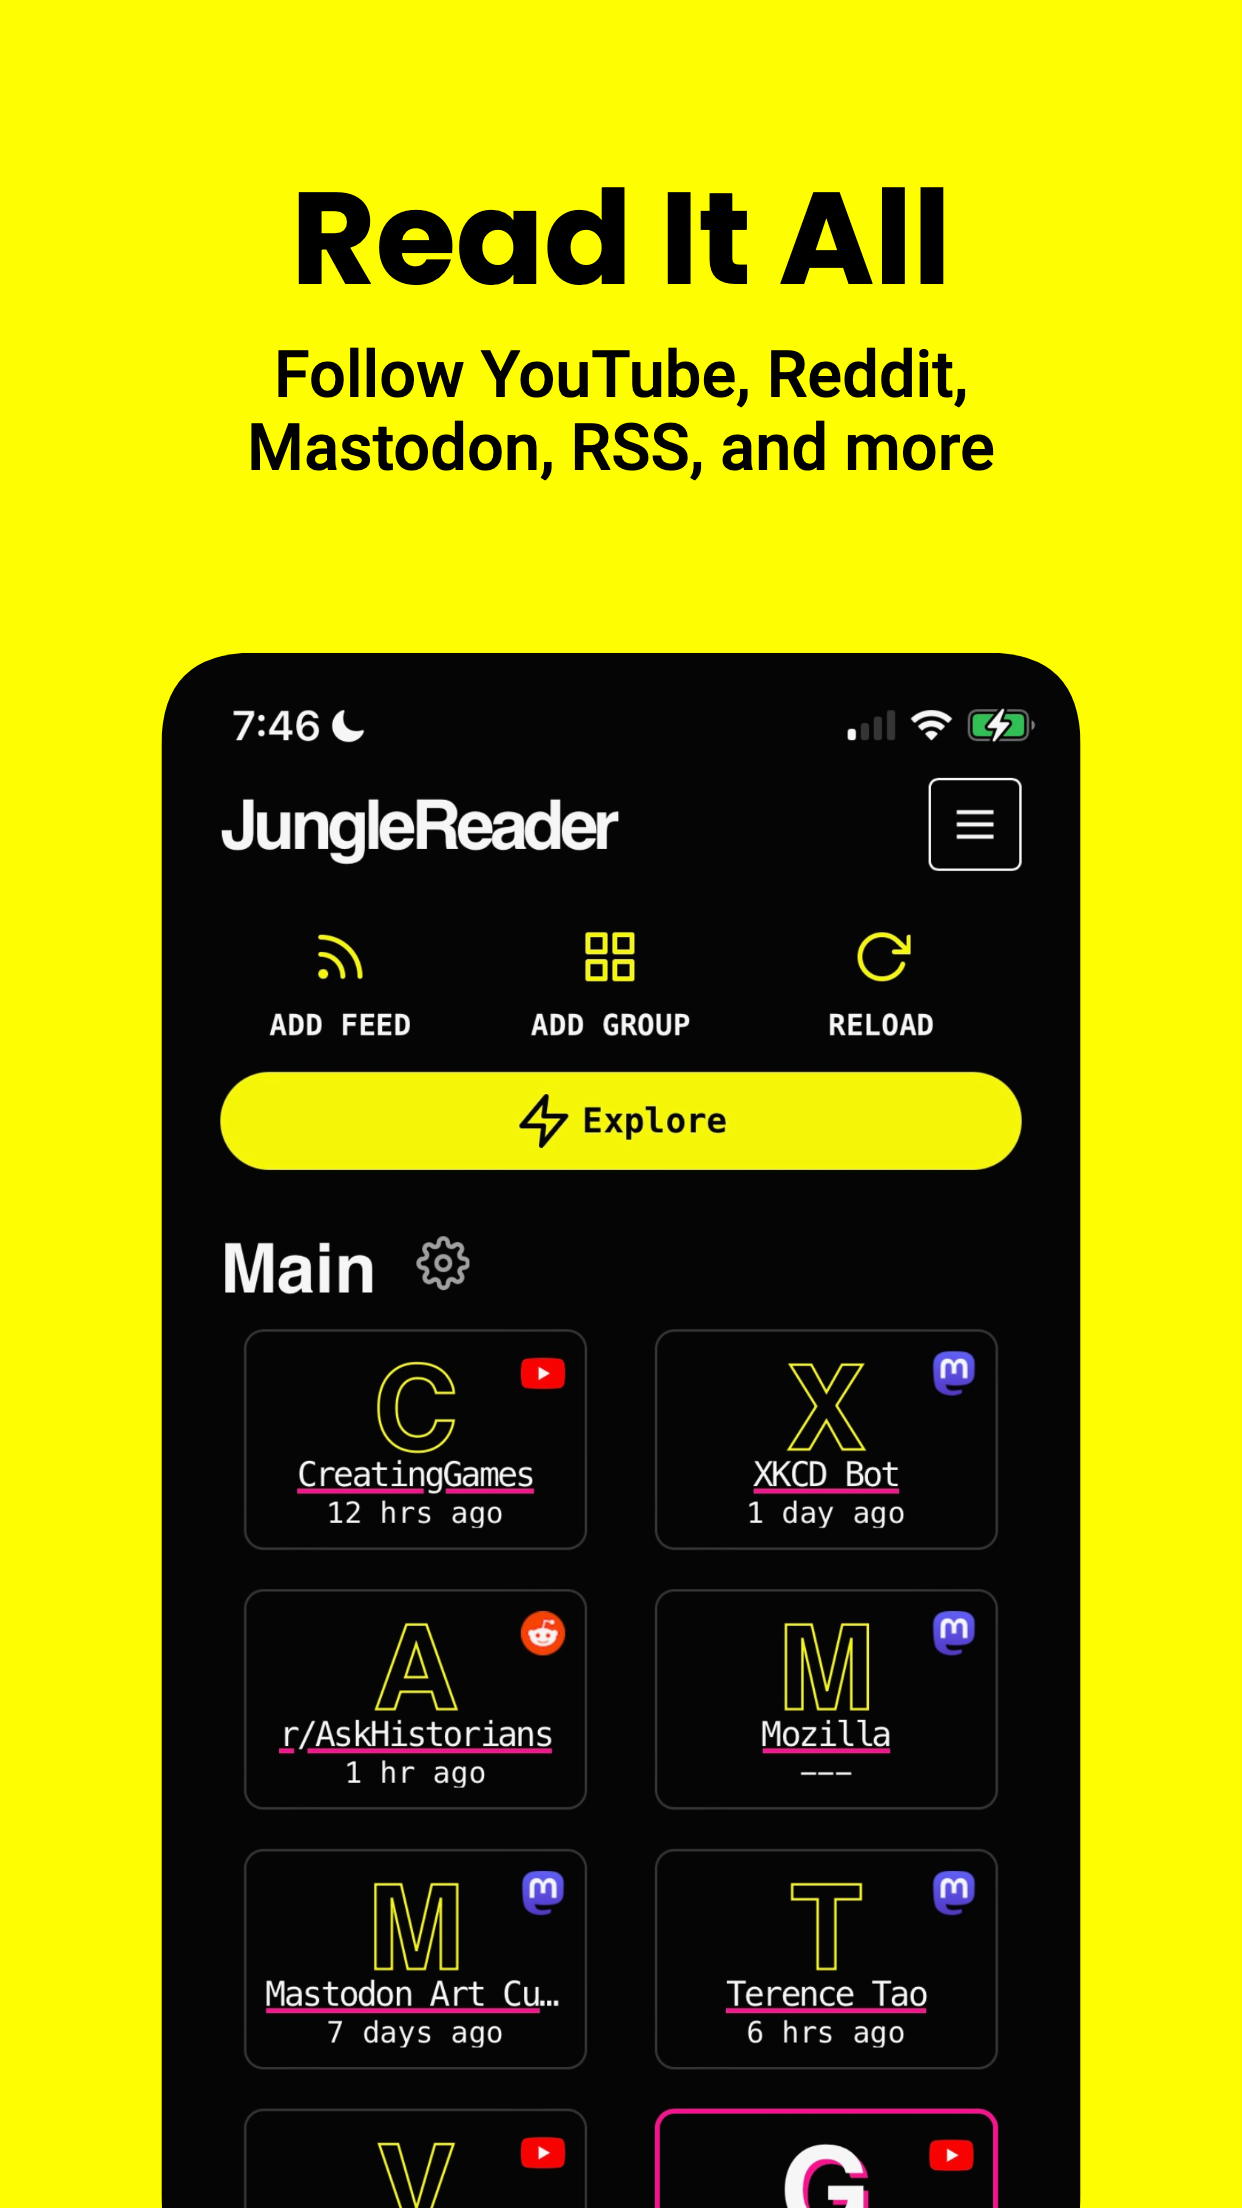 Read It All
Follow YouTube, Reddit,
Mastodon, RSS, and more
7:46
JungleReader
ADD FEED
ADD GROUP
RELOAD
Explore
Main
C
CreatingGames
12 hrs ago
X
XKCD Bot
1 day ago
A
r/AskHistorians
1 hr ago
M
Mozilla
---
M
Mastodon Art Cu…
7 days ago
T
Terence Tao
6 hrs ago
V
G